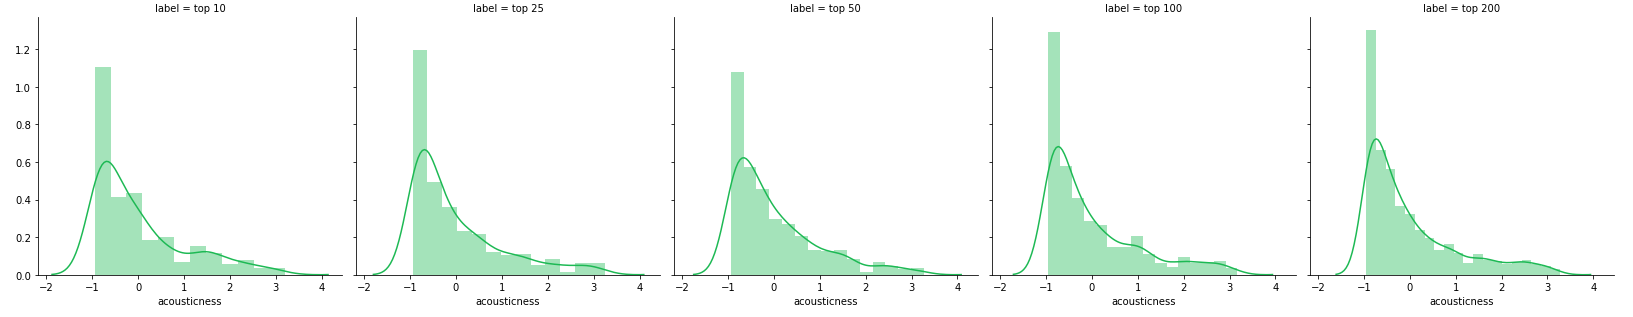 label = top 10
label = top 25
label = top 50
label = top 100
label = top 200
1.2
1.0
0.8
0.6
0.4
0.2
0.0
−2 −1 0 1 2 3 4
−2 −1 0 1 2 3 4
−2 −1 0 1 2 3 4
−2 −1 0 1 2 3 4
−2 −1 0 1 2 3 4
acousticness
acousticness
acousticness
acousticness
acousticness